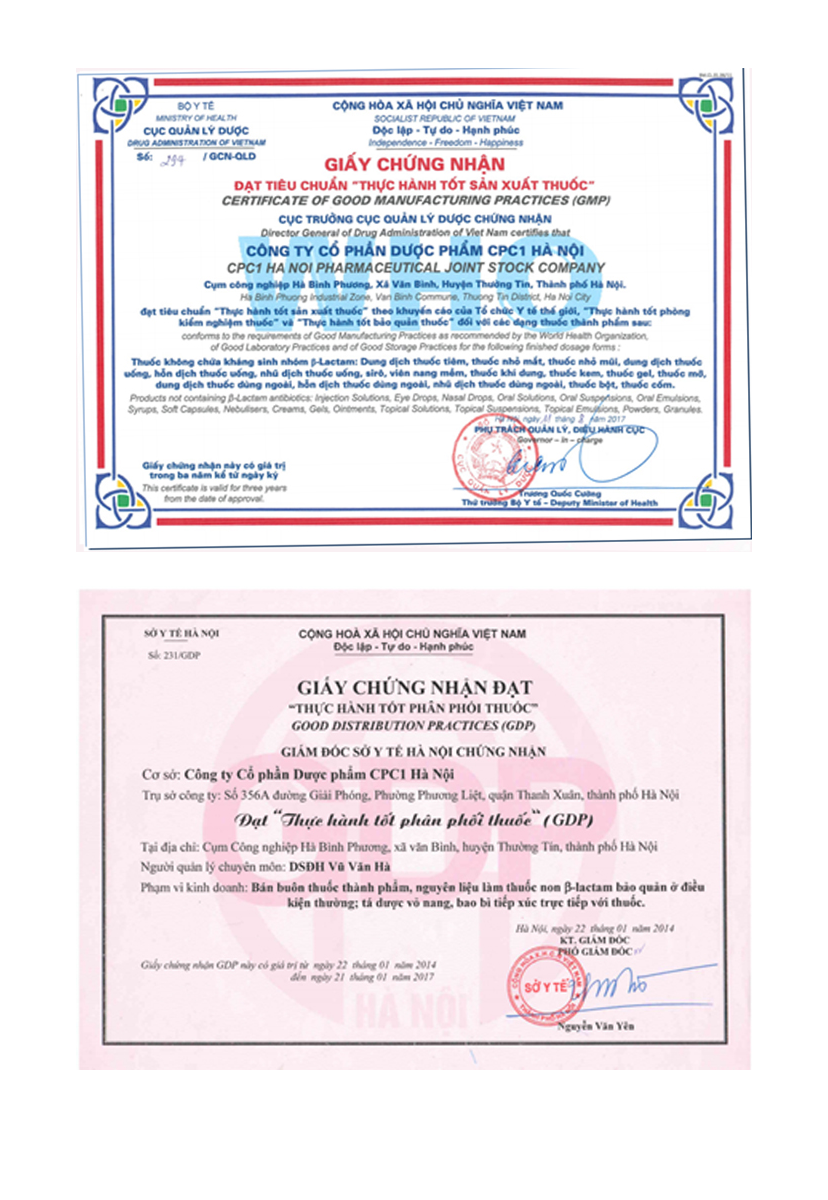 BỘ Y TẾ
MINISTRY OF HEALTH
CỤC QUẢN LÝ DƯỢC
DRUG ADMINISTRATION OF VIETNAM
Số: 294 / GCN-QLD
CỘNG HÒA XÃ HỘI CHỦ NGHĨA VIỆT NAM
SOCIALIST REPUBLIC OF VIETNAM
Độc lập - Tự do - Hạnh phúc
Independence - Freedom - Happiness
GIẤY CHỨNG NHẬN
ĐẠT TIÊU CHUẨN "THỰC HÀNH TỐT SẢN XUẤT THUỐC"
CERTIFICATE OF GOOD MANUFACTURING PRACTICES (GMP)
CỤC TRƯỞNG CỤC QUẢN LÝ DƯỢC CHỨNG NHẬN
Director General of Drug Administration of Viet Nam certifies that
WHO
CÔNG TY CỔ PHẦN DƯỢC PHẨM CPC1 HÀ NỘI
CPC1 HA NOI PHARMACEUTICAL JOINT STOCK COMPANY
Cụm công nghiệp Hà Bình Phương, Xã Văn Bình, Huyện Thường Tín, Thành phố Hà Nội.
Ha Binh Phuong Industrial Zone, Van Binh Commune, Thuong Tin District, Ha Noi City
đạt tiêu chuẩn "Thực hành tốt sản xuất thuốc" theo khuyến cáo của Tổ chức Y tế thế giới, "Thực hành tốt phòng
kiểm nghiệm thuốc" và "Thực hành tốt bảo quản thuốc" đối với các dạng thuốc thành phẩm sau:
conforms to the requirements of Good Manufacturing Practices as recommended by the World Health Organization,
of Good Laboratory Practices and of Good Storage Practices for the following finished dosage forms :
Thuốc không chứa kháng sinh nhóm β-Lactam: Dung dịch thuốc tiêm, thuốc nhỏ mắt, thuốc nhỏ mũi, dung dịch thuốc
uống, hỗn dịch thuốc uống, nhũ dịch thuốc uống, sirô, viên nang mềm, thuốc khí dung, thuốc kem, thuốc gel, thuốc mỡ,
dung dịch thuốc dùng ngoài, hỗn dịch thuốc dùng ngoài, nhũ dịch thuốc dùng ngoài, thuốc bột, thuốc cốm.
Products not containing β-Lactam antibiotics: Injection Solutions, Eye Drops, Nasal Drops, Oral Solutions, Oral Suspensions, Oral Emulsions,
Syrups, Soft Capsules, Nebulisers, Creams, Gels, Ointments, Topical Solutions, Topical Suspensions, Topical Emulsions, Powders, Granules.
Hà Nội, ngày tháng 8 năm 2017
PHỤ TRÁCH QUẢN LÝ, ĐIỀU HÀNH CỤC
Governor – in – charge
CỤC QUẢN LÝ DƯỢC
Giấy chứng nhận này có giá trị
trong ba năm kể từ ngày ký
This certificate is valid for three years
from the date of approval.
Trương Quốc Cường
Thứ trưởng Bộ Y tế – Deputy Minister of Health
SỞ Y TẾ HÀ NỘI
Số: 231/GDP
CỘNG HOÀ XÃ HỘI CHỦ NGHĨA VIỆT NAM
Độc lập - Tự do - Hạnh phúc
GIẤY CHỨNG NHẬN ĐẠT
"THỰC HÀNH TỐT PHÂN PHỐI THUỐC"
GOOD DISTRIBUTION PRACTICES (GDP)
GIÁM ĐỐC SỞ Y TẾ HÀ NỘI CHỨNG NHẬN
Cơ sở: Công ty Cổ phần Dược phẩm CPC1 Hà Nội
Trụ sở công ty: Số 356A đường Giải Phóng, Phường Phương Liệt, quận Thanh Xuân, thành phố Hà Nội
Đạt "Thực hành tốt phân phối thuốc" (GDP)
GDP
Tại địa chỉ: Cụm Công nghiệp Hà Bình Phương, xã văn Bình, huyện Thường Tín, thành phố Hà Nội
Người quản lý chuyên môn: DSĐH Vũ Văn Hà
Phạm vi kinh doanh: Bán buôn thuốc thành phẩm, nguyên liệu làm thuốc non β-lactam bảo quản ở điều
kiện thường; tá dược vỏ nang, bao bì tiếp xúc trực tiếp với thuốc.
Hà Nội, ngày 22 tháng 01 năm 2014
KT. GIÁM ĐỐC
PHÓ GIÁM ĐỐC
Giấy chứng nhận GDP này có giá trị từ ngày 22 tháng 01 năm 2014
đến ngày 21 tháng 01 năm 2017
SỞ Y TẾ
HÀ NỘI
Nguyễn Văn Yên